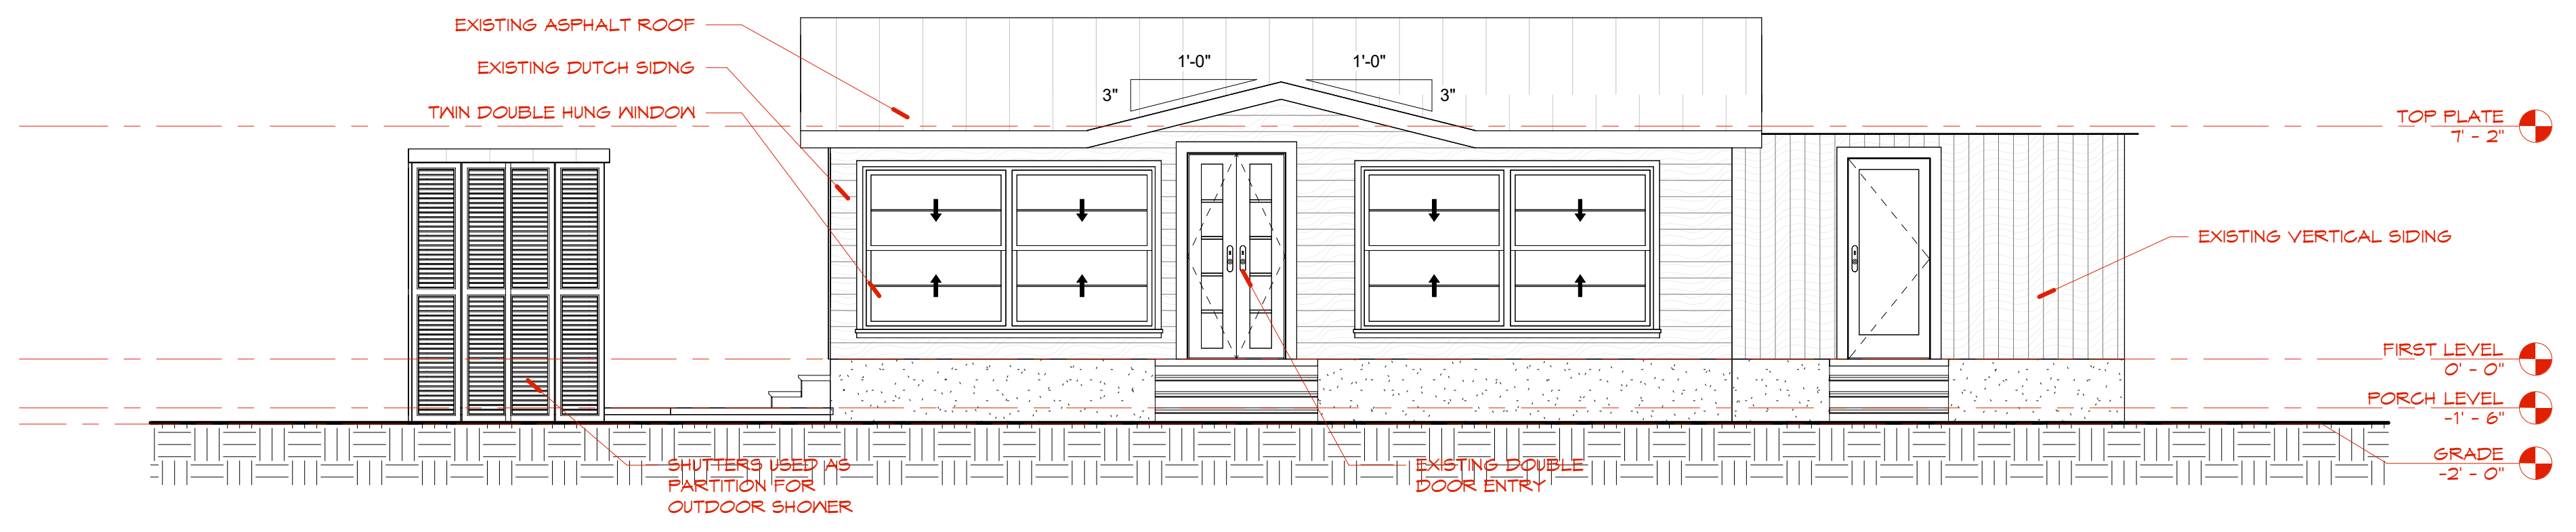 EXISTING ASPHALT ROOF
EXISTING DUTCH SIDNG
TWIN DOUBLE HUNG WINDOW
1'-0"
3"
1'-0"
3"
TOP PLATE
7' - 2"
EXISTING VERTICAL SIDING
FIRST LEVEL
0' - 0"
PORCH LEVEL
-1' - 6"
GRADE
-2' - 0"
SHUTTERS USED AS
PARTITION FOR
OUTDOOR SHOWER
EXISTING DOUBLE
DOOR ENTRY